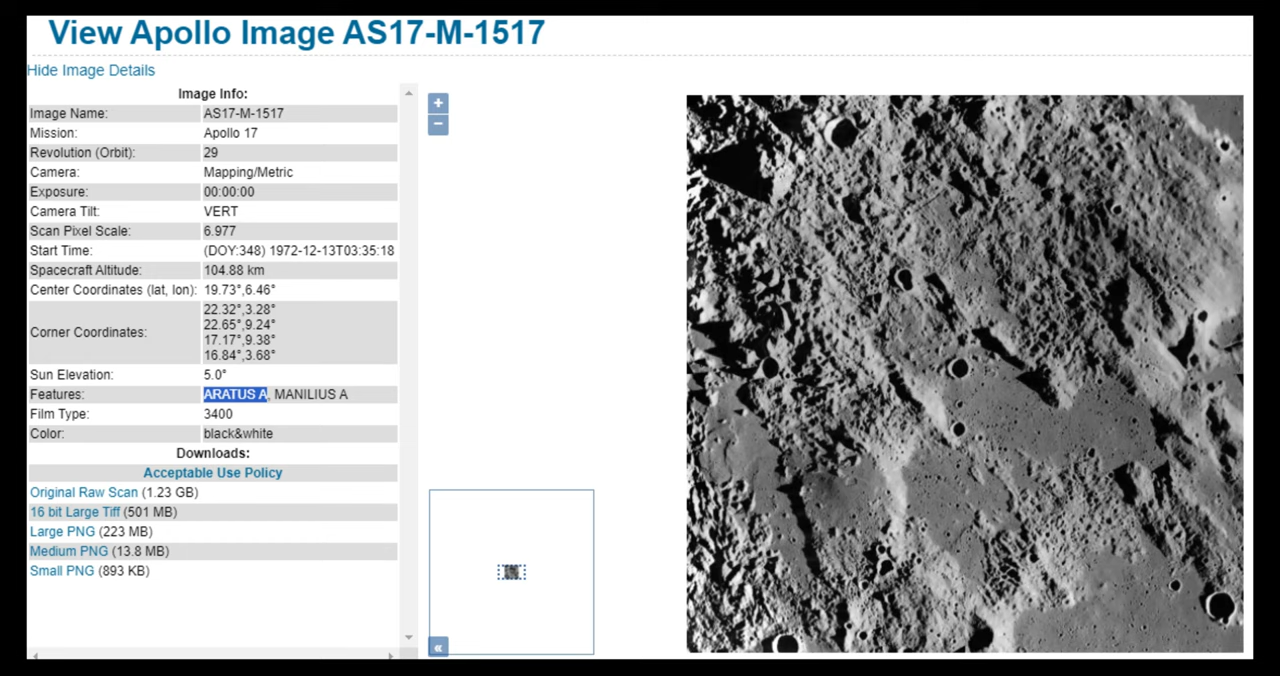 View Apollo Image AS17-M-1517
Hide Image Details
Image Info:
Image Name: AS17-M-1517
Mission: Apollo 17
Revolution (Orbit): 29
Camera: Mapping/Metric
Exposure: 00:00:00
Camera Tilt: VERT
Scan Pixel Scale: 6.977
Start Time: (DOY:348) 1972-12-13T03:35:18
Spacecraft Altitude: 104.88 km
Center Coordinates (lat, lon): 19.73°,6.46°
Corner Coordinates:
22.32°,3.28°
22.65°,9.24°
17.17°,9.38°
16.84°,3.68°
Sun Elevation: 5.0°
Features: ARATUS A, MANILIUS A
Film Type: 3400
Color: black&white
Downloads:
Acceptable Use Policy
Original Raw Scan (1.23 GB)
16 bit Large Tiff (501 MB)
Large PNG (223 MB)
Medium PNG (13.8 MB)
Small PNG (893 KB)
+
−
«